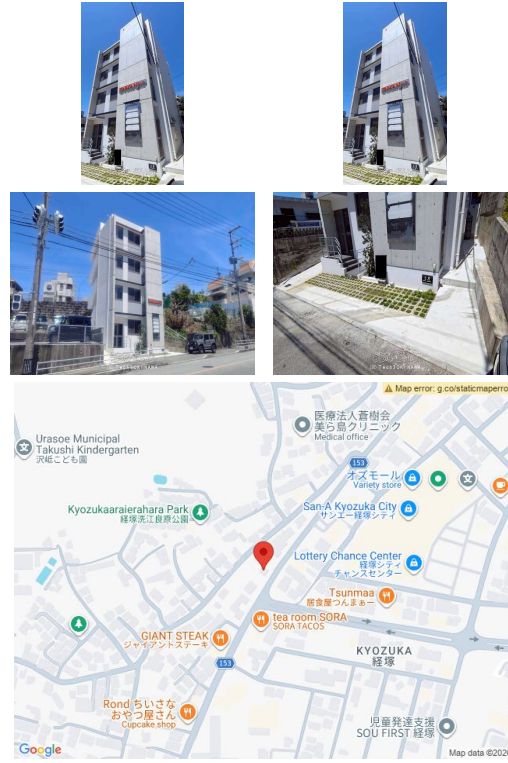 Map error: g.co/staticmaperro
医療法人蒼樹会
美ら島クリニック
Medical office
Urasoe Municipal
Takushi Kindergarten
沢岻こども園
153
オズモール
Variety store
文
Kyozukaaraierahara Park
経塚洗江良原公園
San-A Kyozuka City
サンエー経塚シティ
Lottery Chance Center
経塚シティ
チャンスセンター
Tsunmaa
居食屋つんまぁー
tea room SORA
SORA TACOS
GIANT STEAK
ジャイアントステーキ
KYOZUKA
経塚
153
Rond ちいさな
おやつ屋さん
Cupcake shop
児童発達支援
SOU FIRST 経塚
Google
Map data ©2026